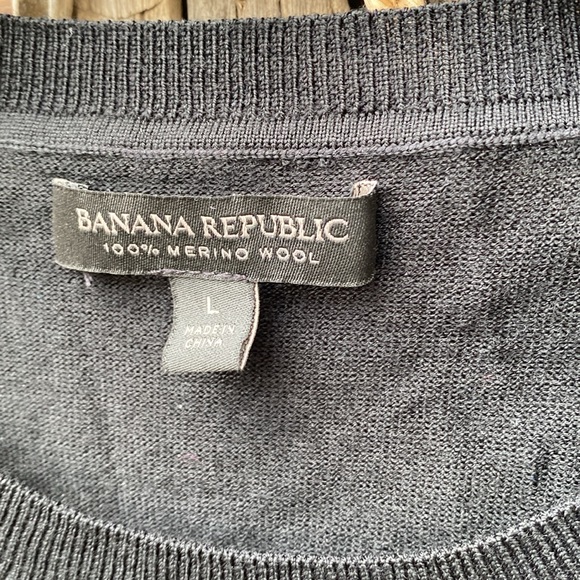 BANANA REPUBLIC
100% MERINO WOOL
L
MADE IN
CHINA